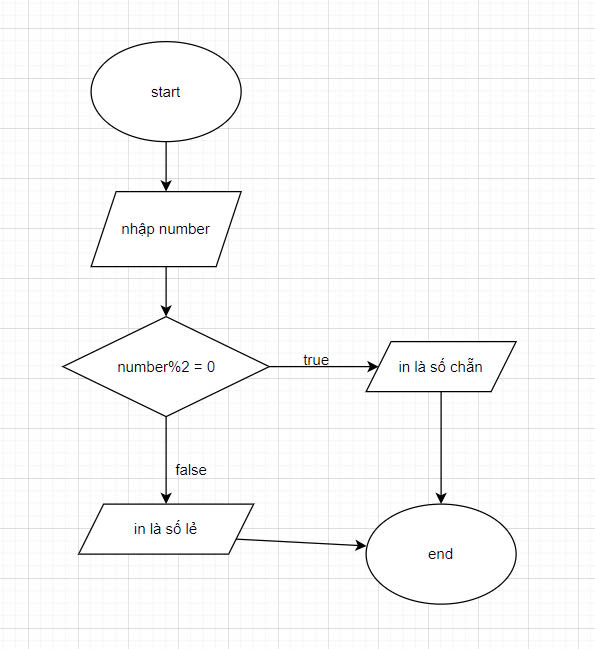 start
nhập number
number%2 = 0
true
in là số chẵn
false
in là số lẻ
end